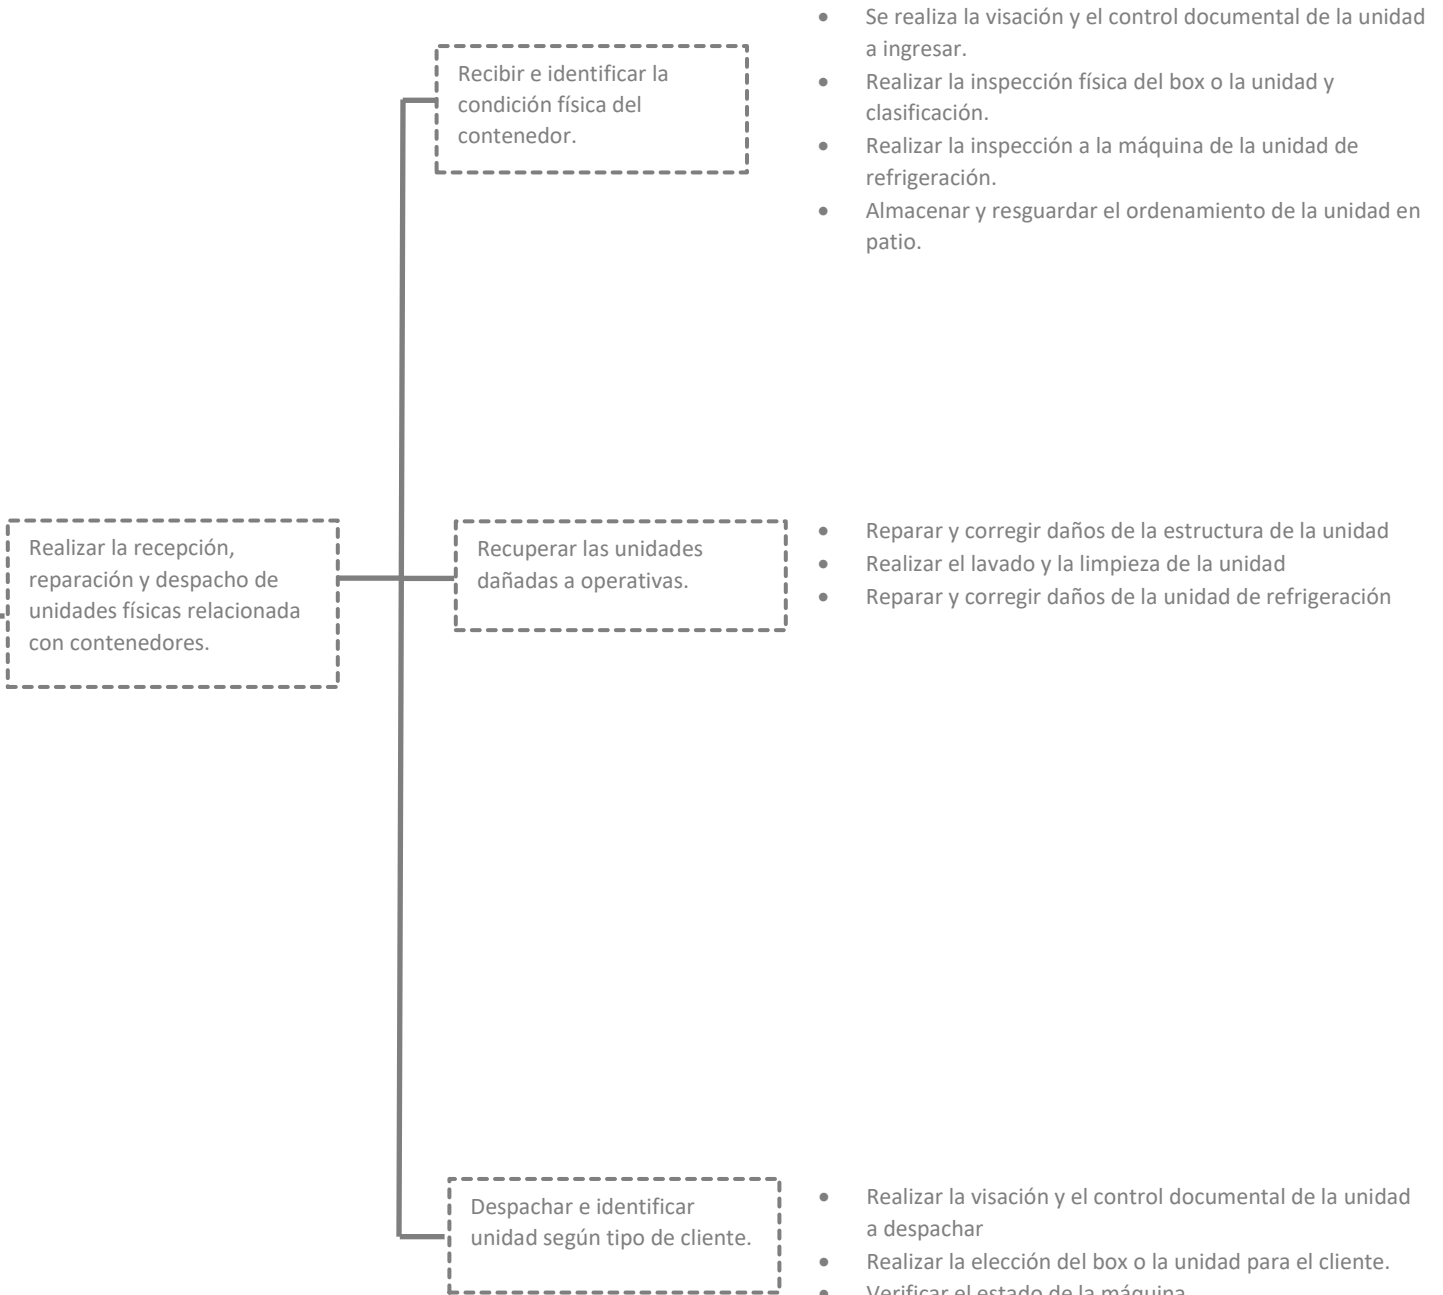 • Se realiza la visación y el control documental de la unidad
a ingresar.
Recibir e identificar la
condición física del
contenedor.
• Realizar la inspección física del box o la unidad y
clasificación.
• Realizar la inspección a la máquina de la unidad de
refrigeración.
• Almacenar y resguardar el ordenamiento de la unidad en
patio.
Realizar la recepción,
reparación y despacho de
unidades físicas relacionada
con contenedores.
Recuperar las unidades
dañadas a operativas.
• Reparar y corregir daños de la estructura de la unidad
• Realizar el lavado y la limpieza de la unidad
• Reparar y corregir daños de la unidad de refrigeración
Despachar e identificar
unidad según tipo de cliente.
• Realizar la visación y el control documental de la unidad
a despachar
• Realizar la elección del box o la unidad para el cliente.
• Verificar el estado de la máquina